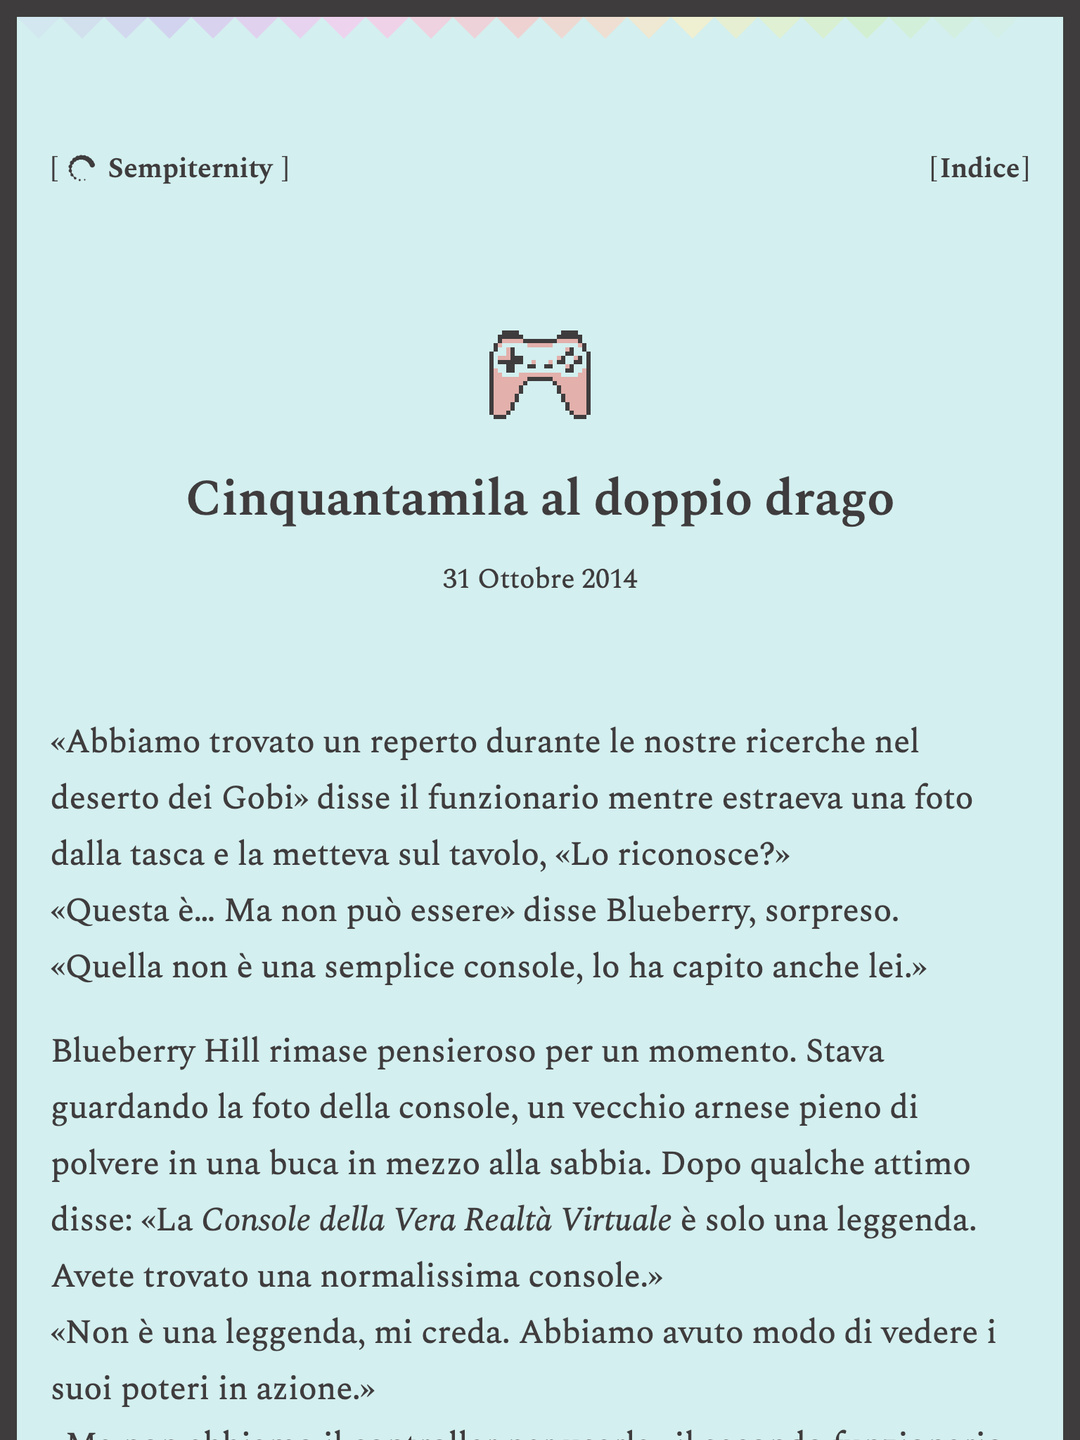 [ Sempiternity ]
[Indice]
Cinquantamila al doppio drago
31 Ottobre 2014
«Abbiamo trovato un reperto durante le nostre ricerche nel
deserto dei Gobi» disse il funzionario mentre estraeva una foto
dalla tasca e la metteva sul tavolo, «Lo riconosce?»
«Questa è… Ma non può essere» disse Blueberry, sorpreso.
«Quella non è una semplice console, lo ha capito anche lei.»
Blueberry Hill rimase pensieroso per un momento. Stava
guardando la foto della console, un vecchio arnese pieno di
polvere in una buca in mezzo alla sabbia. Dopo qualche attimo
disse: «La Console della Vera Realtà Virtuale è solo una leggenda.
Avete trovato una normalissima console.»
«Non è una leggenda, mi creda. Abbiamo avuto modo di vedere i
suoi poteri in azione.»